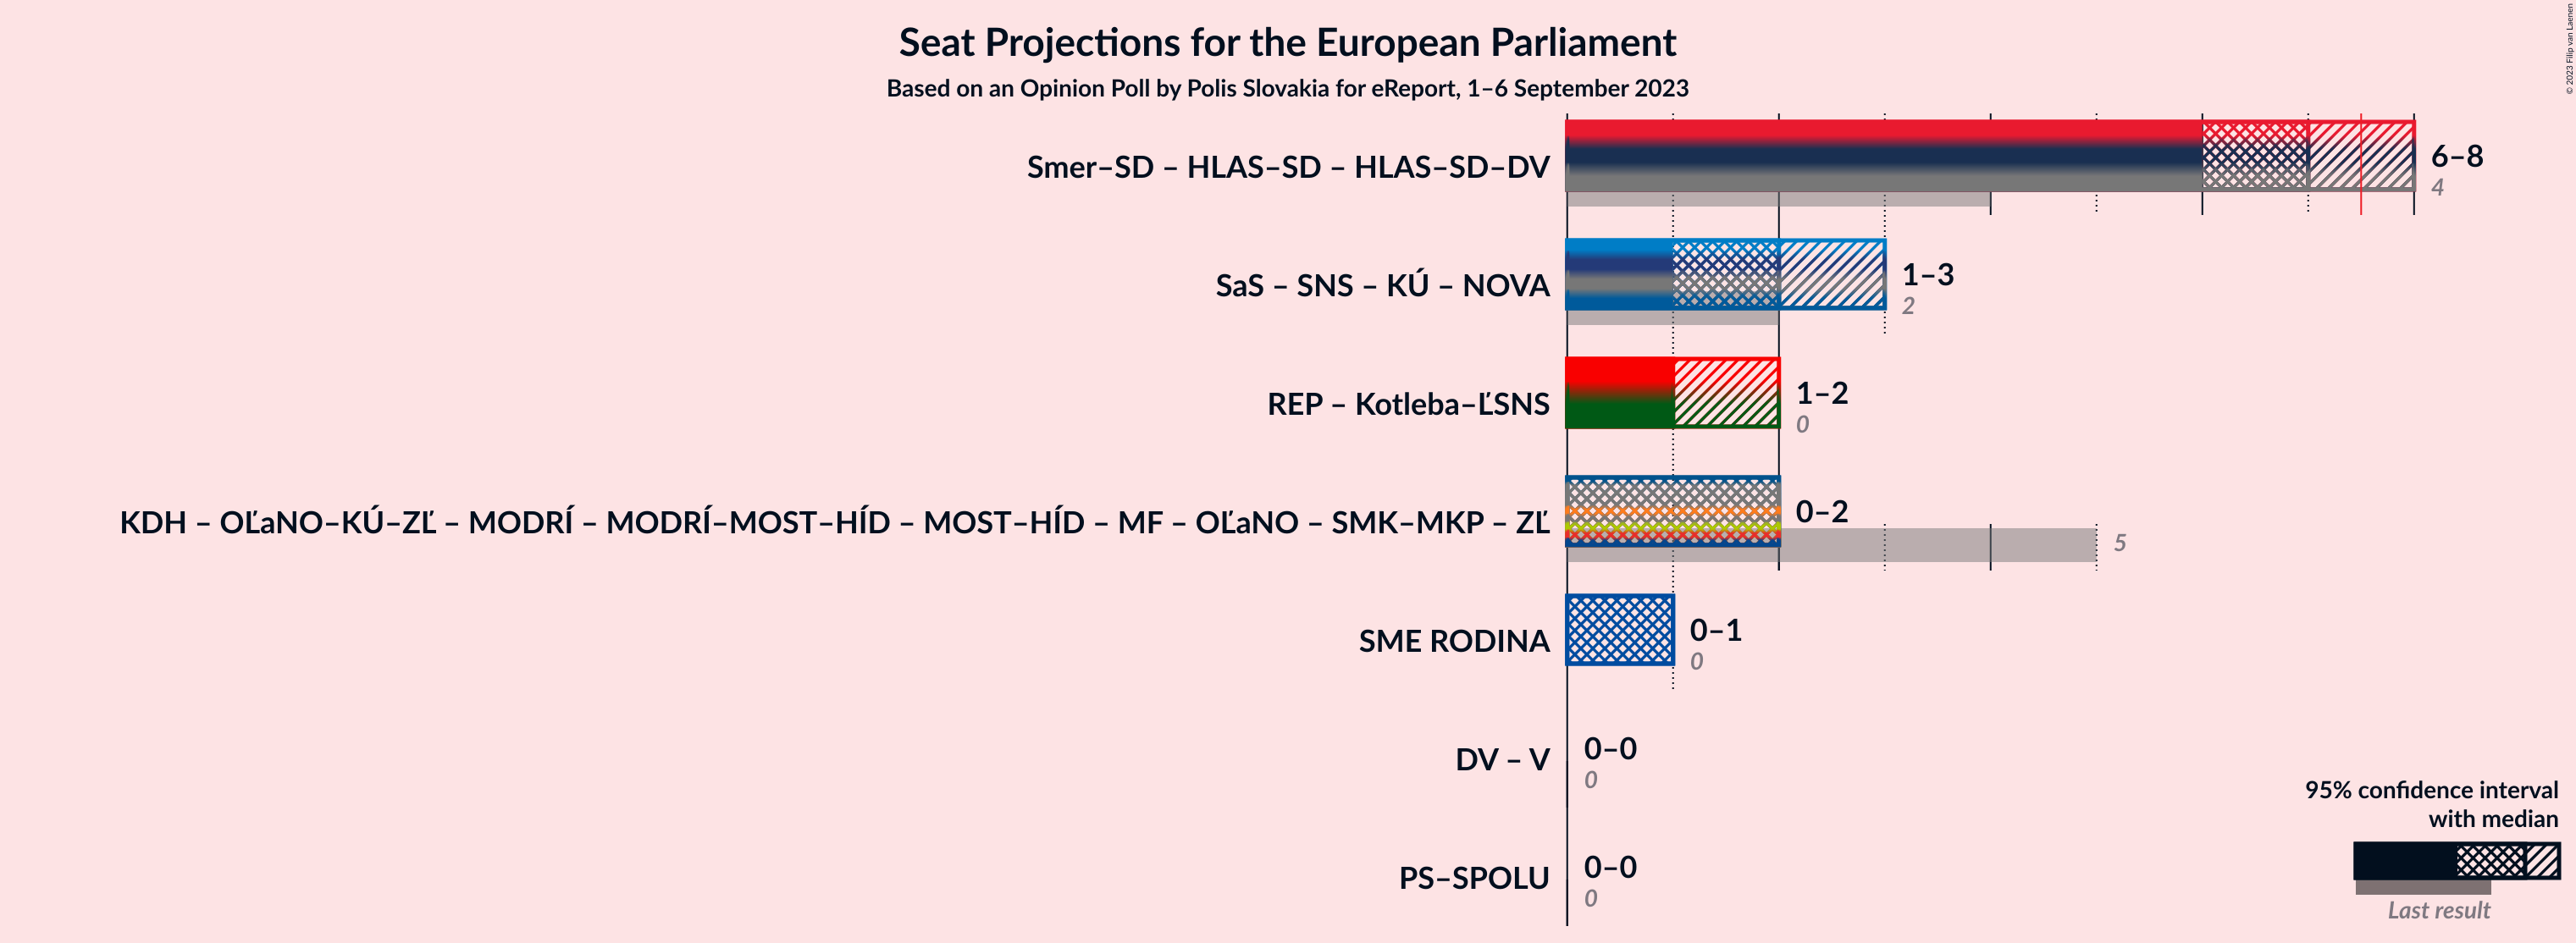 Seat Projections for the European Parliament
Based on an Opinion Poll by Polis Slovakia for eReport, 1–6 September 2023
© 2023 Filip van Laenen
Smer–SD – HLAS–SD – HLAS–SD–DV
6–8
4
SaS – SNS – KÚ – NOVA
1–3
2
REP – Kotleba–ĽSNS
1–2
0
KDH – OĽaNO–KÚ–ZĽ – MODRÍ – MODRÍ–MOST–HÍD – MOST–HÍD – MF – OĽaNO – SMK–MKP – ZĽ
0–2
5
SME RODINA
0–1
0
DV – V
0–0
0
PS–SPOLU
0–0
0
95% confidence interval
with median
Last result